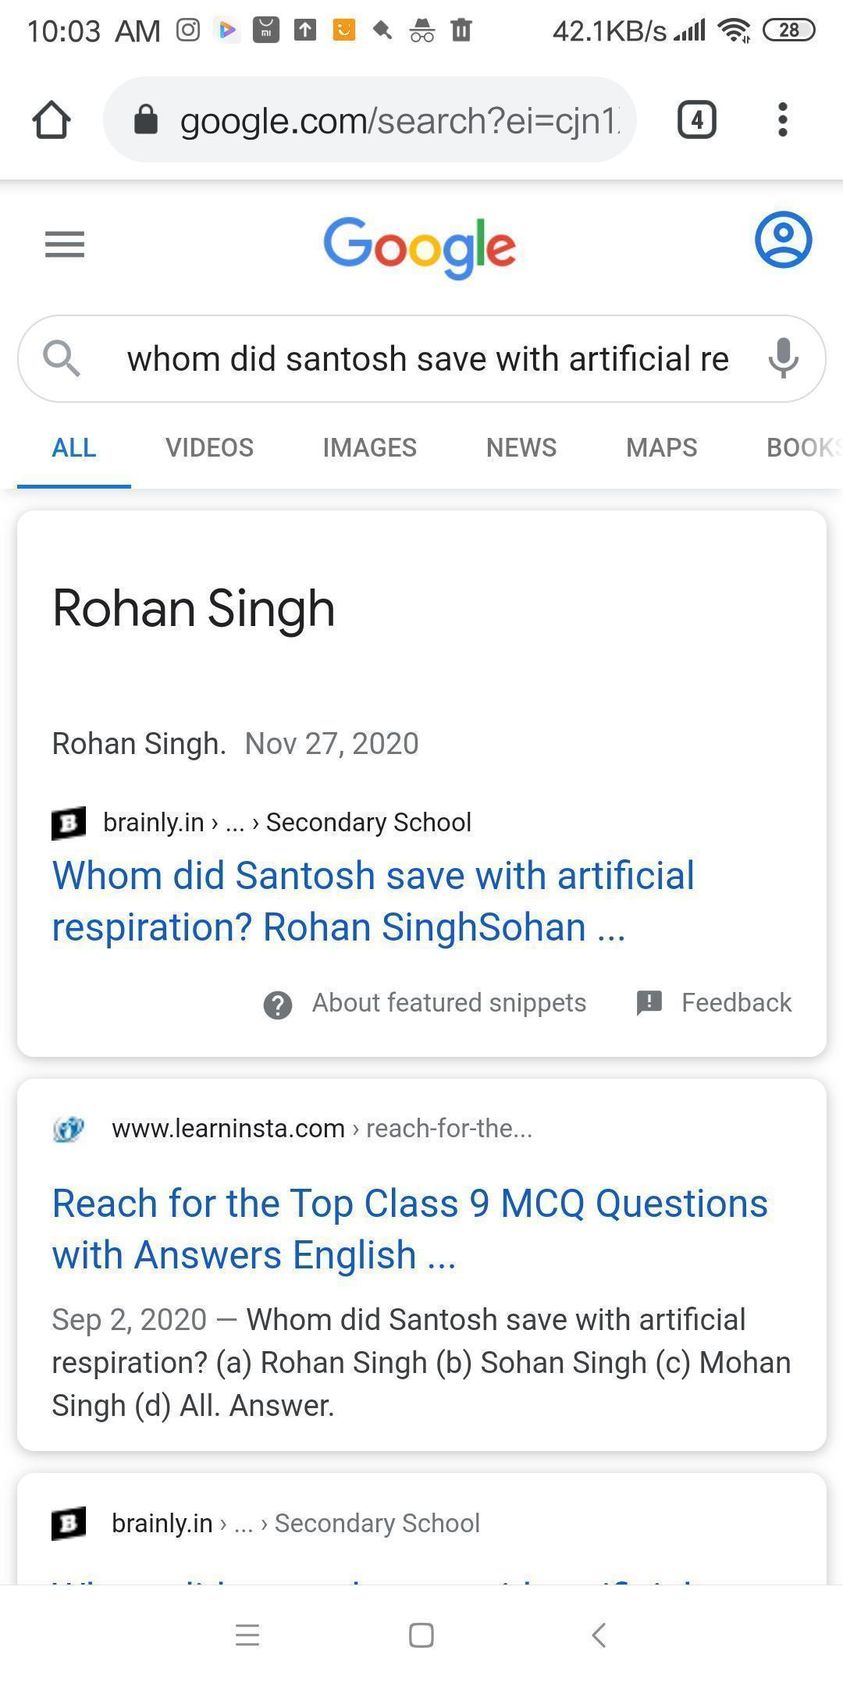 10:03 AM
42.1KB/s
28
google.com/search?ei=cjn1
4
Google
whom did santosh save with artificial re
ALL VIDEOS IMAGES NEWS MAPS BOOKS
Rohan Singh
Rohan Singh. Nov 27, 2020
brainly.in › ... › Secondary School
Whom did Santosh save with artificial
respiration? Rohan SinghSohan ...
About featured snippets
Feedback
www.learninsta.com › reach-for-the...
Reach for the Top Class 9 MCQ Questions
with Answers English ...
Sep 2, 2020 — Whom did Santosh save with artificial
respiration? (a) Rohan Singh (b) Sohan Singh (c) Mohan
Singh (d) All. Answer.
brainly.in › ... › Secondary School